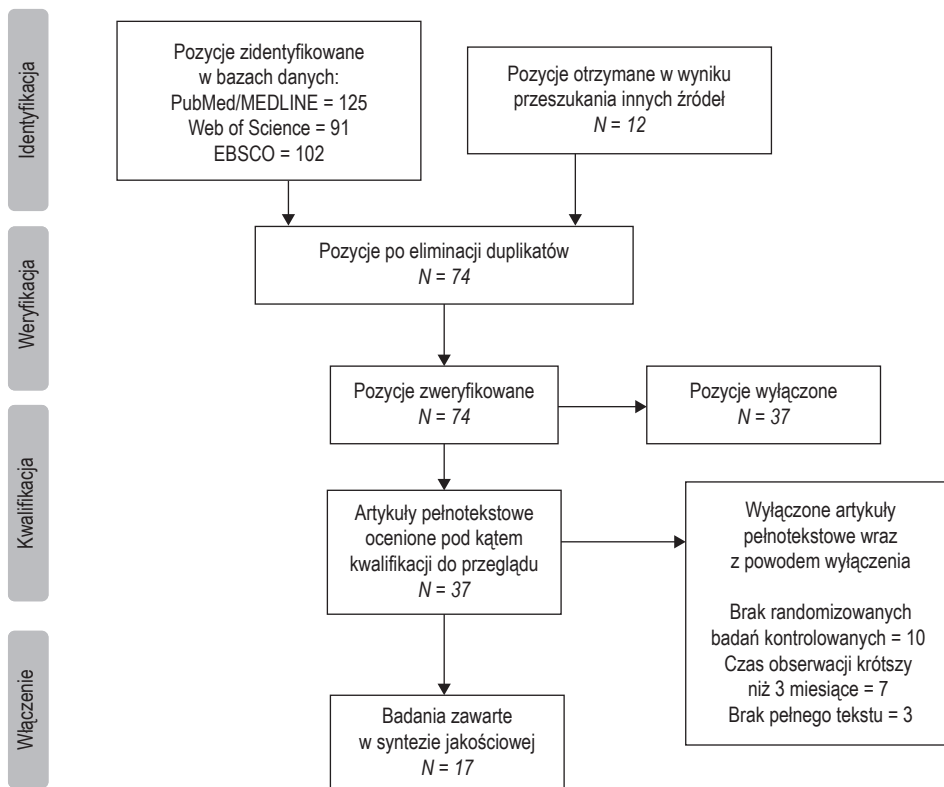 Identyfikacja
Pozycje zidentyfikowane
w bazach danych:
PubMed/MEDLINE = 125
Web of Science = 91
EBSCO = 102
Pozycje otrzymane w wyniku
przeszukania innych źródeł
N = 12
Weryfikacja
Pozycje po eliminacji duplikatów
N = 74
Pozycje zweryfikowane
N = 74
Pozycje wyłączone
N = 37
Kwalifikacja
Artykuły pełnotekstowe
ocenione pod kątem
kwalifikacji do przeglądu
N = 37
Wyłączone artykuły
pełnotekstowe wraz
z powodem wyłączenia
Brak randomizowanych
badań kontrolowanych = 10
Czas obserwacji krótszy
niż 3 miesiące = 7
Brak pełnego tekstu = 3
Włączenie
Badania zawarte
w syntezie jakościowej
N = 17